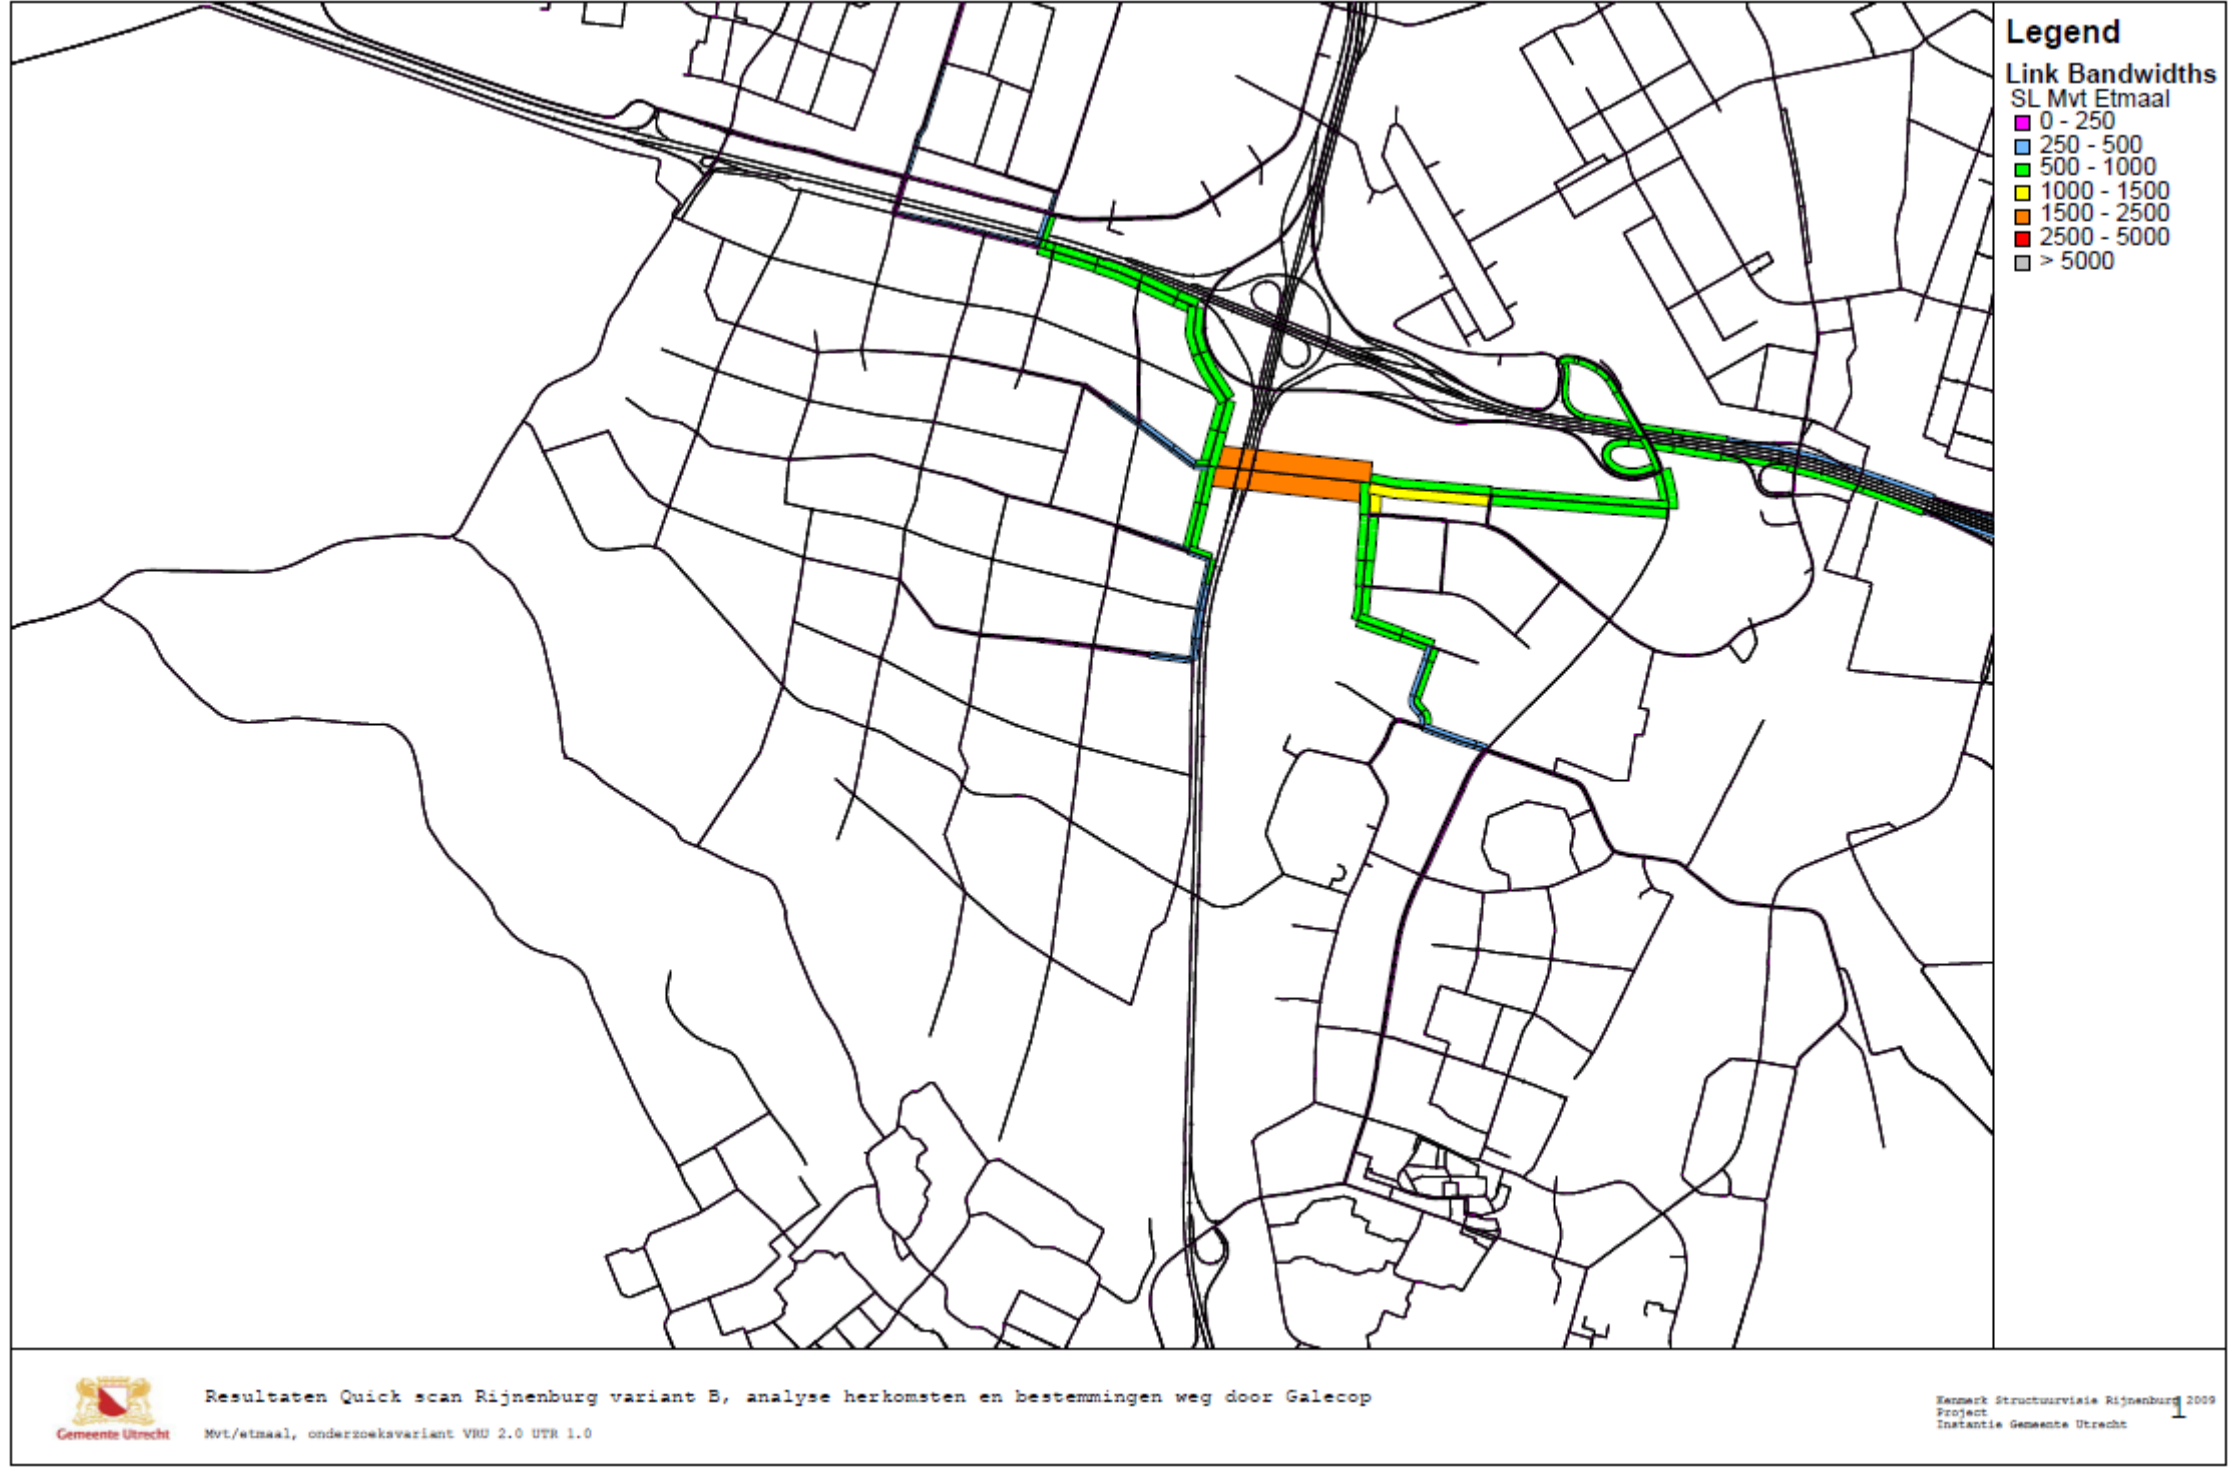 Legend
Link Bandwidths
SL Mvt Etmaal
0 - 250
250 - 500
500 - 1000
1000 - 1500
1500 - 2500
2500 - 5000
> 5000
Gemeente Utrecht
Resultaten Quick scan Rijnenburg variant B, analyse herkomsten en bestemmingen weg door Galecop
Mvt/etmaal, onderzoeksvariant VRU 2.0 UTR 1.0
Kenmerk Structuurvisie Rijnenburg 2009
Project
Instantie Gemeente Utrecht
1